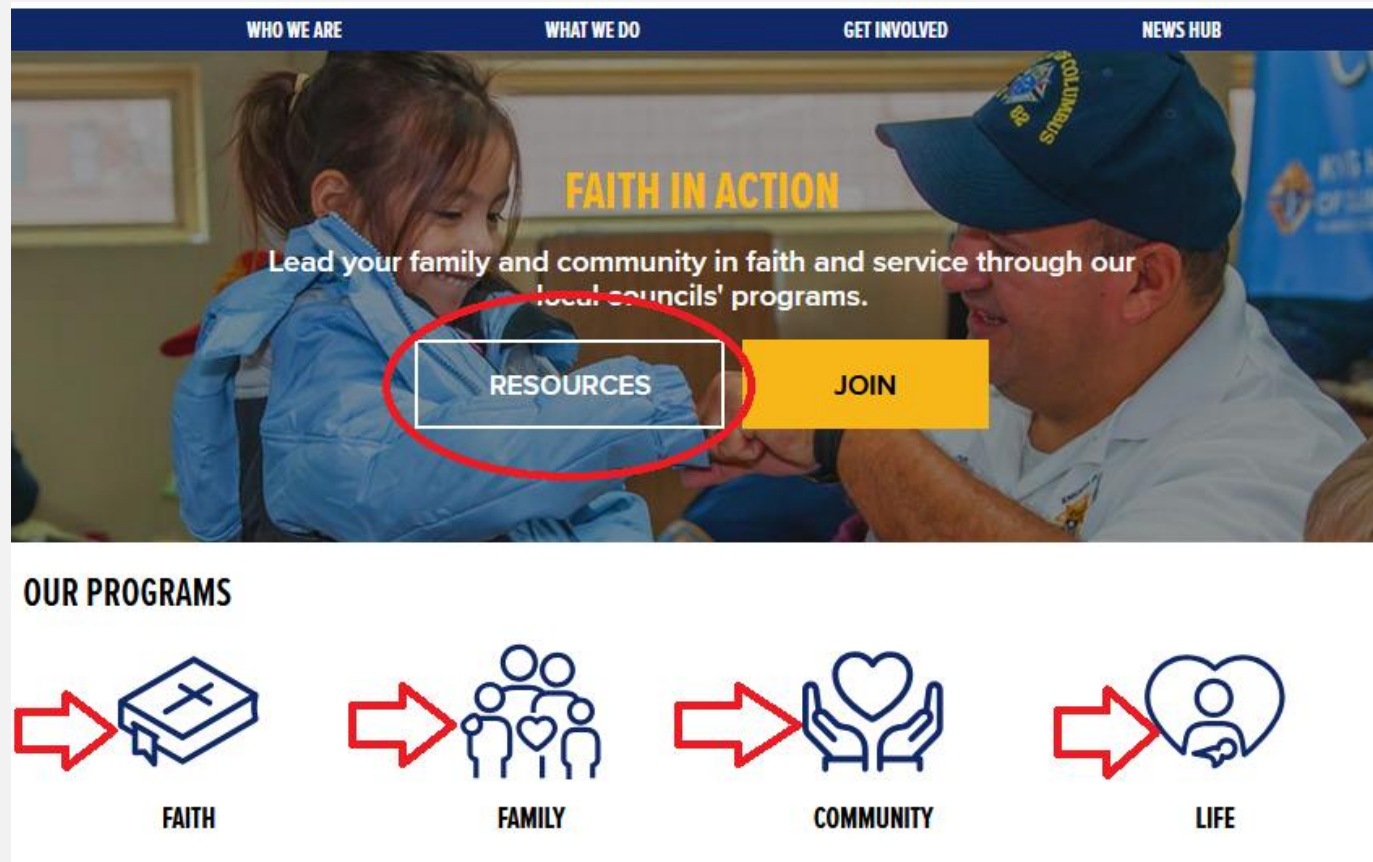 WHO WE ARE WHAT WE DO GET INVOLVED NEWS HUB
COLUMBUS
FAITH IN ACTION
Lead your family and community in faith and service through our
local councils' programs.
RESOURCES JOIN
OUR PROGRAMS
FAITH FAMILY COMMUNITY LIFE